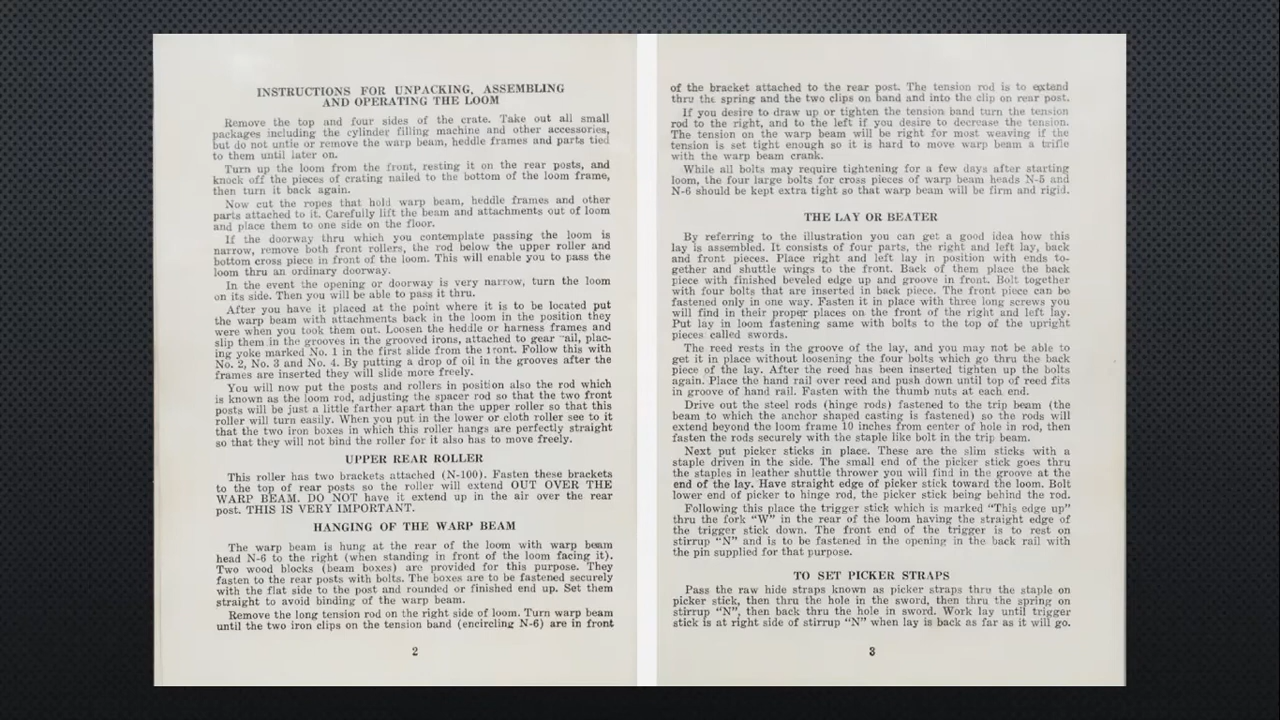 INSTRUCTIONS FOR UNPACKING, ASSEMBLING
AND OPERATING THE LOOM
Remove the top and four sides of the crate. Take out all small
packages including the cylinder filling machine and other accessories,
but do not untie or remove the warp beam, heddle frames and parts tied
to them until later on.
Turn up the loom from the front, resting it on the rear posts, and
knock off the pieces of crating nailed to the bottom of the loom frame,
then turn it back again.
Now cut the ropes that hold warp beam, heddle frames and other
parts attached to it. Carefully lift the beam and attachments out of loom
and place them to one side on the floor.
If the doorway thru which you contemplate passing the loom is
narrow, remove both front rollers, the rod below the upper roller and
bottom cross piece in front of the loom. This will enable you to pass the
loom thru an ordinary doorway.
In the event the opening or doorway is very narrow, turn the loom
on its side. Then you will be able to pass it thru.
After you have it placed at the point where it is to be located put
the warp beam with attachments back in the loom in the position they
were when you took them out. Loosen the heddle or harness frames and
slip them in the grooves in the grooved irons, attached to gear ail, plac-
ing yoke marked No. 1 in the first slide from the front. Follow this with
No. 2, No. 3 and No. 4. By putting a drop of oil in the grooves after the
frames are inserted they will slide more freely.
You will now put the posts and rollers in position also the rod which
is known as the loom rod, adjusting the spacer rod so that the two front
posts will be just a little farther apart than the upper roller so that this
roller will turn easily. When you put in the lower or cloth roller see to it
that the two iron boxes in which this roller hangs are perfectly straight
so that they will not bind the roller for it also has to move freely.
UPPER REAR ROLLER
This roller has two brackets attached (N-100). Fasten these brackets
to the top of rear posts so the roller will extend OUT OVER THE
WARP BEAM. DO NOT have it extend up in the air over the rear
post. THIS IS VERY IMPORTANT.
HANGING OF THE WARP BEAM
The warp beam is hung at the rear of the loom with warp beam
head N-6 to the right (when standing in front of the loom facing it).
Two wood blocks (beam boxes) are provided for this purpose. They
fasten to the rear posts with bolts. The boxes are to be fastened securely
with the flat side to the post and rounded or finished end up. Set them
straight to avoid binding of the warp beam.
Remove the long tension rod on the right side of loom. Turn warp beam
until the two iron clips on the tension band (encircling N-6) are in front
2
of the bracket attached to the rear post. The tension rod is to extend
thru the spring and the two clips on band and into the clip on rear post.
If you desire to draw up or tighten the tension band turn the tension
rod to the right, and to the left if you desire to decrease the tension.
The tension on the warp beam will be right for most weaving if the
tension is set tight enough so it is hard to move warp beam a trifle
with the warp beam crank.
While all bolts may require tightening for a few days after starting
loom, the four large bolts for cross pieces of warp beam heads N-5 and
N-6 should be kept extra tight so that warp beam will be firm and rigid.
THE LAY OR BEATER
By referring to the illustration you can get a good idea how this
lay is assembled. It consists of four parts, the right and left lay, back
and front pieces. Place right and left lay in position with ends to-
gether and shuttle wings to the front. Back of them place the back
piece with finished beveled edge up and groove in front. Bolt together
with four bolts that are inserted in back piece. The front piece can be
fastened only in one way. Fasten it in place with three long screws you
will find in their proper places on the front of the right and left lay.
Put lay in loom fastening same with bolts to the top of the upright
pieces called swords.
The reed rests in the groove of the lay, and you may not be able to
get it in place without loosening the four bolts which go thru the back
piece of the lay. After the reed has been inserted tighten up the bolts
again. Place the hand rail over reed and push down until top of reed fits
in groove of hand rail. Fasten with the thumb nuts at each end.
Drive out the steel rods (hinge rods) fastened to the trip beam (the
beam to which the anchor shaped casting is fastened) so the rods will
extend beyond the loom frame 10 inches from center of hole in rod, then
fasten the rods securely with the staple like bolt in the trip beam.
Next put picker sticks in place. These are the slim sticks with a
staple driven in the side. The small end of the picker stick goes thru
the staples in leather shuttle thrower you will find in the groove at the
end of the lay. Have straight edge of picker stick toward the loom. Bolt
lower end of picker to hinge rod, the picker stick being behind the rod.
Following this place the trigger stick which is marked "This edge up"
thru the fork "W" in the rear of the loom having the straight edge of
the trigger stick down. The front end of the trigger is to rest on
stirrup "N" and is to be fastened in the opening in the back rail with
the pin supplied for that purpose.
TO SET PICKER STRAPS
Pass the raw hide straps known as picker straps thru the staple on
picker stick, then thru the hole in the sword, then thru the spring on
stirrup "N", then back thru the hole in sword. Work lay until trigger
stick is at right side of stirrup "N" when lay is back as far as it will go.
3